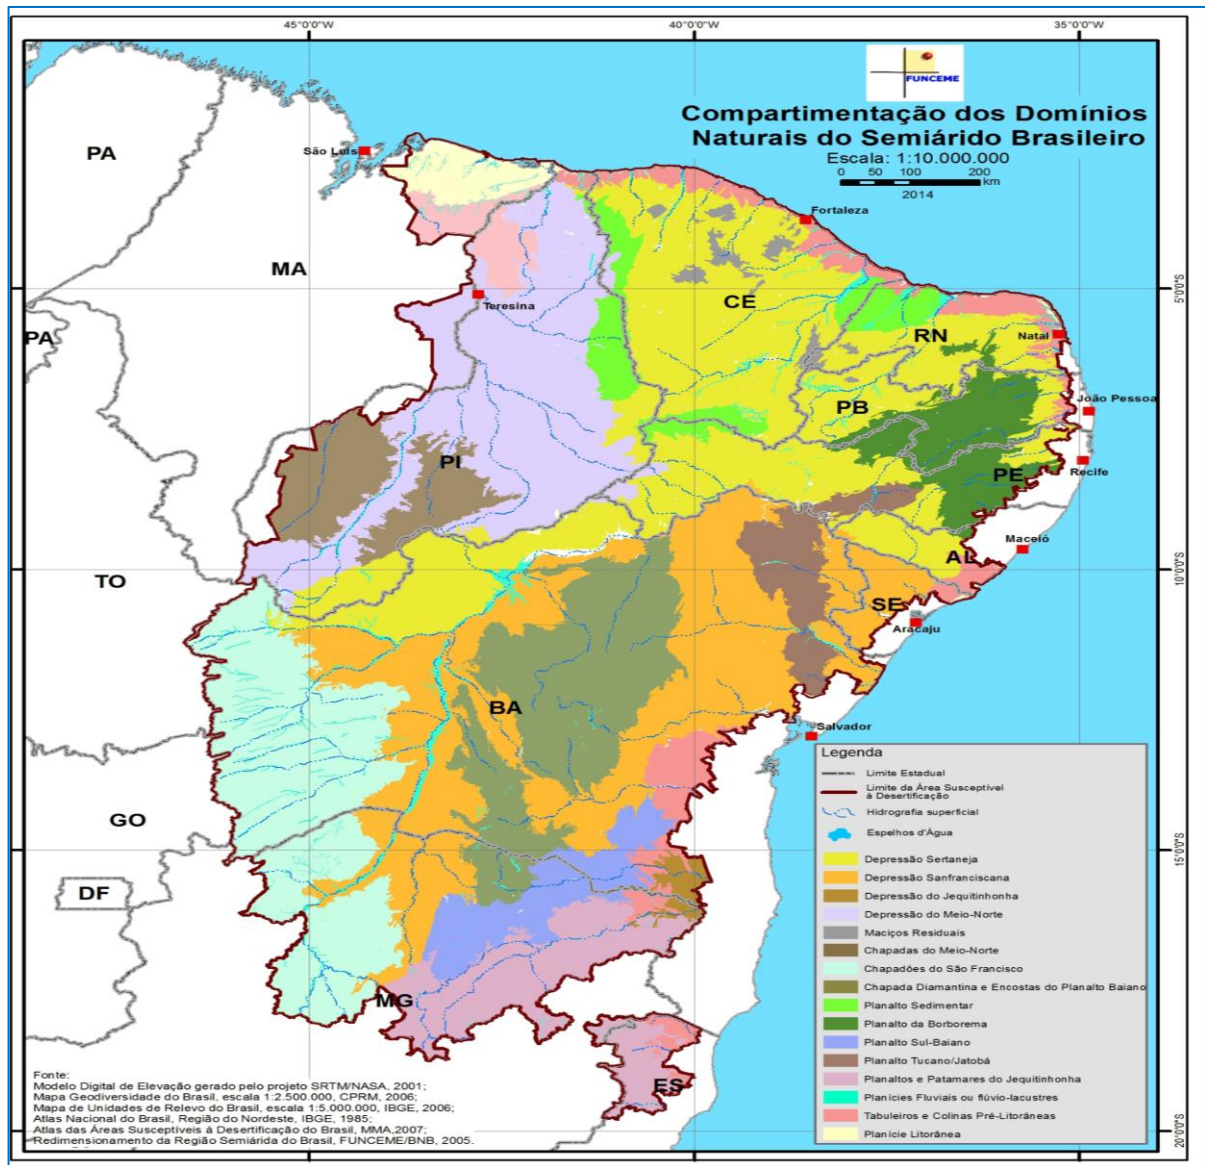 45°0'0"W
40°0'0"W
35°0'0"W
FUNCEME
Compartimentação dos Domínios
Naturais do Semiárido Brasileiro
Escala: 1:10.000.000
0 50 100 200
km
2014
PA
São Luís
Fortaleza
MA
5°0'0"S
Teresina
CE
RN
Natal
PA
João Pessoa
PB
PI
PE
Recife
Maceió
AL
10°0'0"S
TO
SE
Aracaju
BA
Salvador
GO
15°0'0"S
DF
MG
ES
20°0'0"S
Legenda
Limite Estadual
Limite da Área Susceptível
à Desertificação
Hidrografia superficial
Espelhos d'Água
Depressão Sertaneja
Depressão Sanfranciscana
Depressão do Jequitinhonha
Depressão do Meio-Norte
Maciços Residuais
Chapadas do Meio-Norte
Chapadões do São Francisco
Chapada Diamantina e Encostas do Planalto Baiano
Planalto Sedimentar
Planalto da Borborema
Planalto Sul-Baiano
Planalto Tucano/Jatobá
Planaltos e Patamares do Jequitinhonha
Planícies Fluviais ou flúvio-lacustres
Tabuleiros e Colinas Pré-Litorâneas
Planície Litorânea
Fonte:
Modelo Digital de Elevação gerado pelo projeto SRTM/NASA, 2001;
Mapa Geodiversidade do Brasil, escala 1:2.500.000, CPRM, 2006;
Mapa de Unidades de Relevo do Brasil, escala 1:5.000.000, IBGE, 2006;
Atlas Nacional do Brasil, Região do Nordeste, IBGE, 1985;
Atlas das Áreas Susceptiveis à Desertificação do Brasil, MMA,2007;
Redimensionamento da Região Semiárida do Brasil, FUNCEME/BNB, 2005.